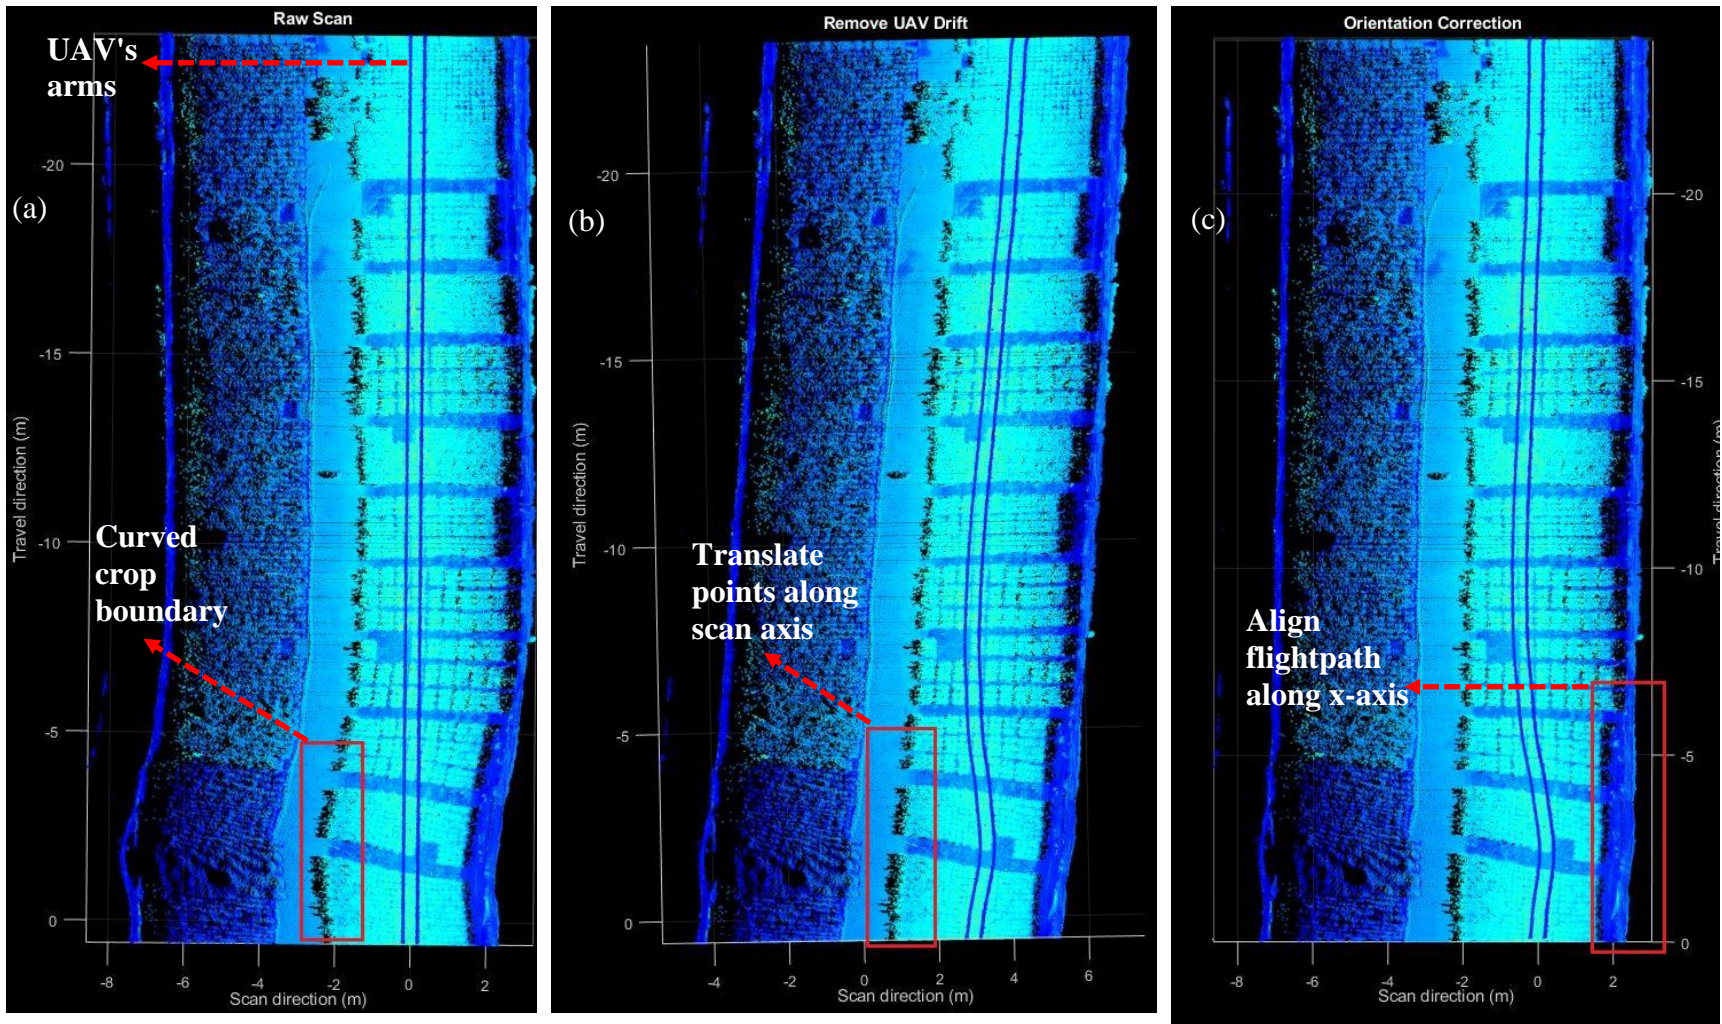 Raw Scan
UAV's
arms
(a)
-20
-15
-10
-5
0
Travel direction (m)
Curved
crop
boundary
-8
-6
-4
-2
0
2
Scan direction (m)
Remove UAV Drift
(b)
-20
-15
-10
-5
0
Travel direction (m)
Translate
points along
scan axis
-4
-2
0
2
4
6
Scan direction (m)
Orientation Correction
(c)
-20
-15
-10
-5
0
Travel direction (m)
Align
flightpath
along x-axis
-8
-6
-4
-2
0
2
Scan direction (m)